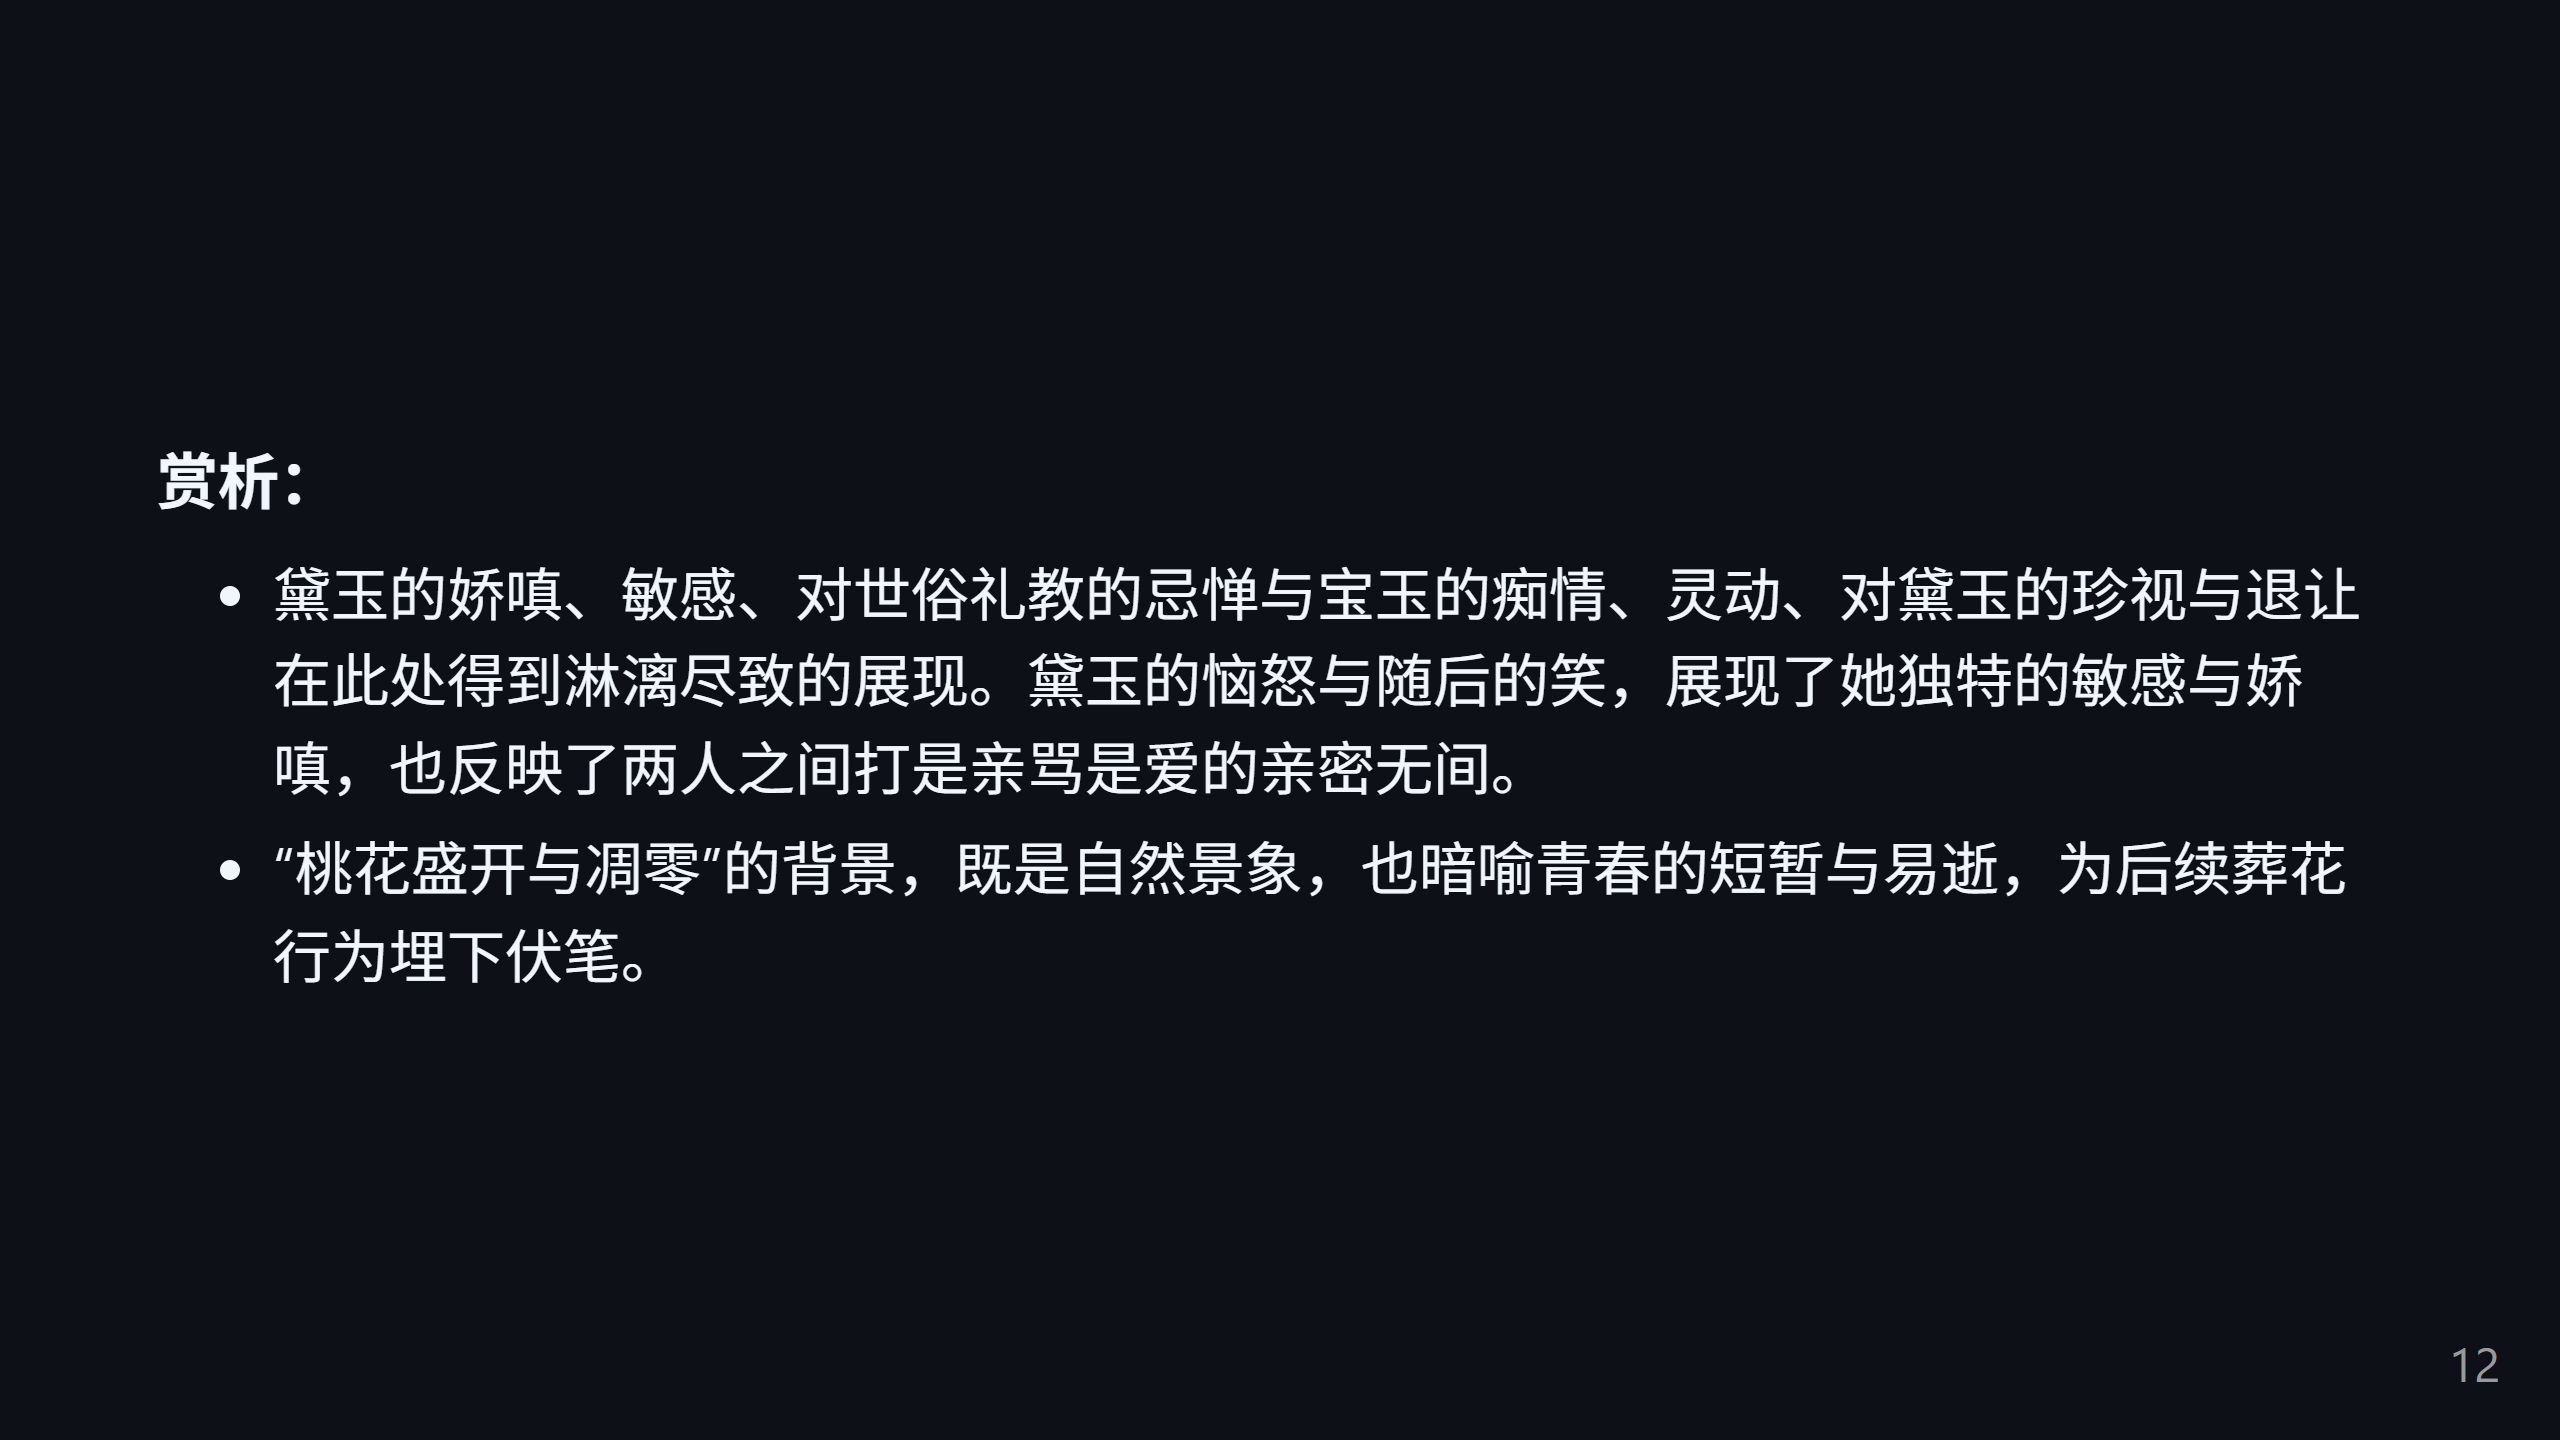 赏析：
• 黛玉的娇嗔、敏感、对世俗礼教的忌惮与宝玉的痴情、灵动、对黛玉的珍视与退让
在此处得到淋漓尽致的展现。黛玉的恼怒与随后的笑，展现了她独特的敏感与娇
嗔，也反映了两人之间打是亲骂是爱的亲密无间。
• “桃花盛开与凋零”的背景，既是自然景象，也暗喻青春的短暂与易逝，为后续葬花
行为埋下伏笔。
12